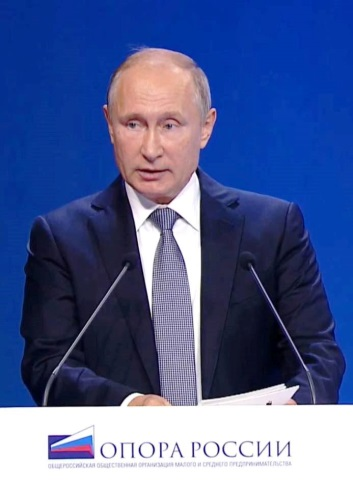 ОПОРА РОССИИ
ОБЩЕРОССИЙСКАЯ ОБЩЕСТВЕННАЯ ОРГАНИЗАЦИЯ МАЛОГО И СРЕДНЕГО ПРЕДПРИНИМАТЕЛЬСТВА